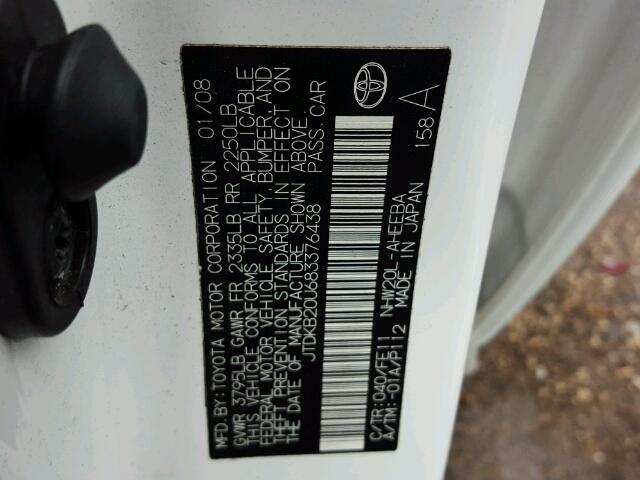 MFD.BY:TOYOTA MOTOR CORPORATION 01/08
GVWR 3795LB GAWR FR 2335LB RR 2250LB
THIS VEHICLE CONFORMS TO ALL APPLICABLE
FEDERAL MOTOR VEHICLE SAFETY, BUMPER, AND
THEFT PREVENTION STANDARDS IN EFFECT ON
THE DATE OF MANUFACTURE SHOWN ABOVE.
JTDKB20U683376438 PASS.CAR
C/TR:040/FE11 NHW20L-AHEEBA
A/TM:-01A/P112 MADE IN JAPAN 158 A